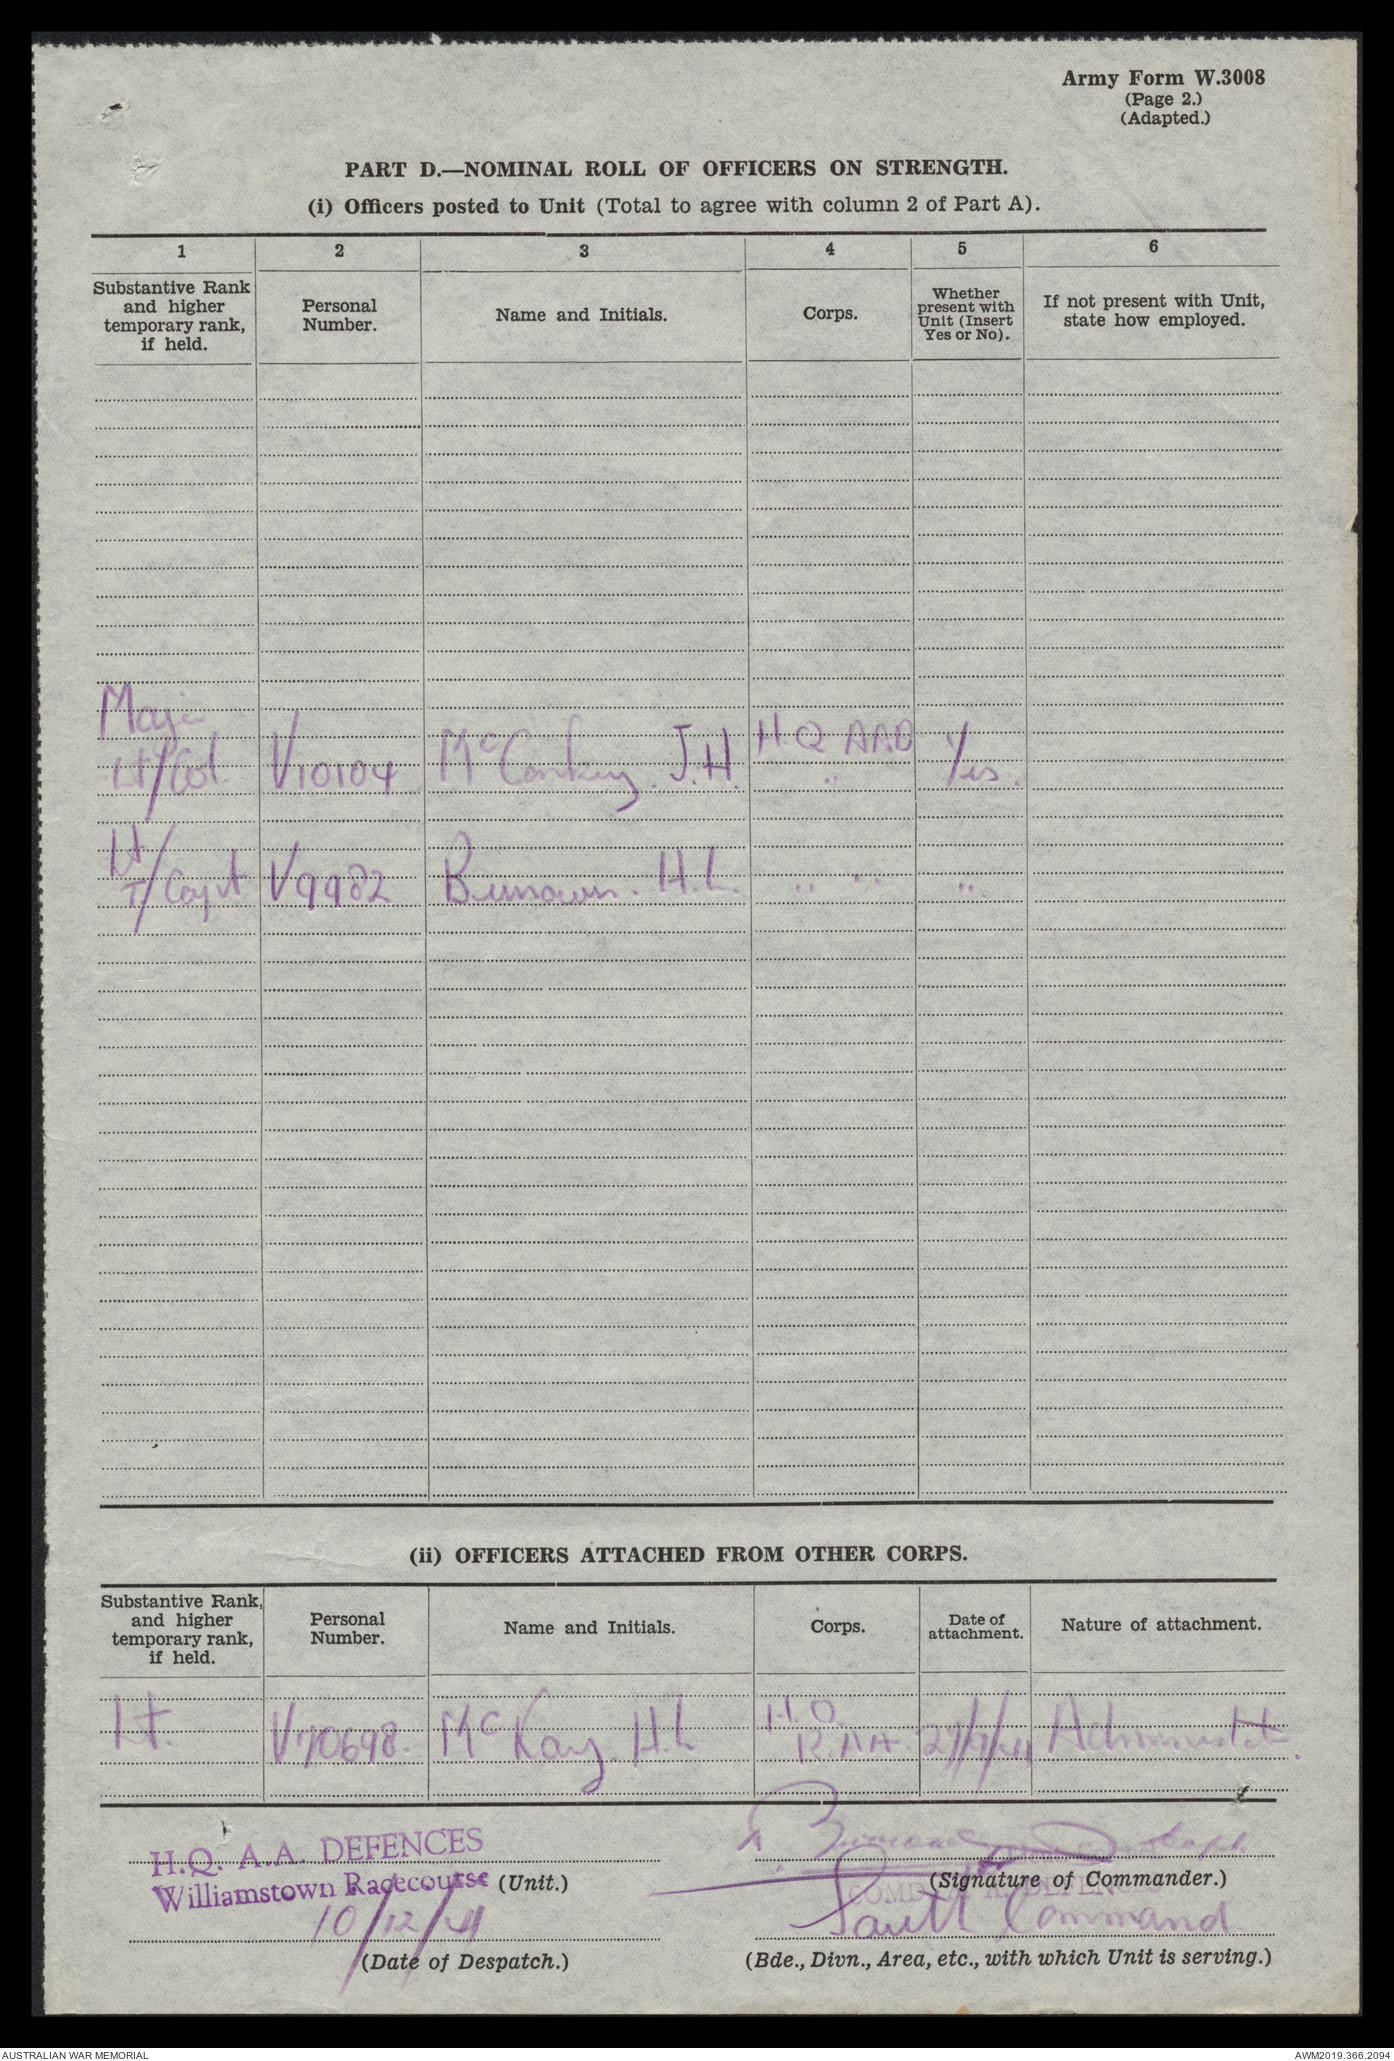 Army Form W.3008
(Page 2.)
(Adapted.)
PART D.—NOMINAL ROLL OF OFFICERS ON STRENGTH.
(i) Officers posted to Unit (Total to agree with column 2 of Part A).
1 2 3 4 5 6
Substantive Rank and higher temporary rank, if held.
Personal Number.
Name and Initials.
Corps.
Whether present with Unit (Insert Yes or No).
If not present with Unit, state how employed.
Major
Lt/Col. V10104 McConkey. J.H. H.Q AAD Yes.
Lt
T/Capt V9982 H.L. " " "
(ii) OFFICERS ATTACHED FROM OTHER CORPS.
Substantive Rank, and higher temporary rank, if held.
Personal Number.
Name and Initials.
Corps.
Date of attachment.
Nature of attachment.
Lt. V70698. McKay. H.L H.Q. R.AA. 41
H.Q. A.A. DEFENCES
Williamstown Racecourse (Unit.)
10/12/41
(Date of Despatch.)
Capt.
(Signature of Commander.)
South Command
(Bde., Divn., Area, etc., with which Unit is serving.)
AUSTRALIAN WAR MEMORIAL
AWM2019.366.2094